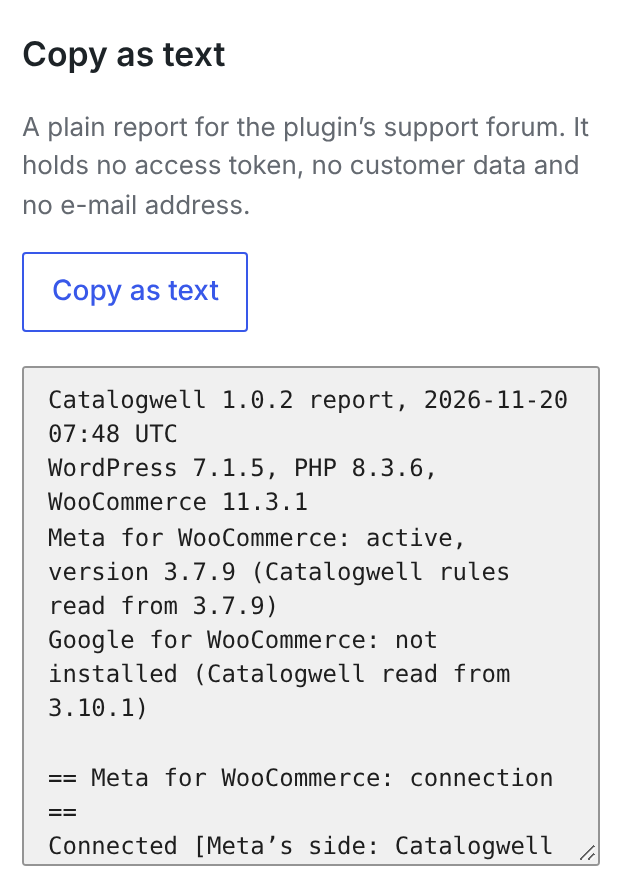 Copy as text
A plain report for the plugin’s support forum. It
holds no access token, no customer data and
no e-mail address.
Copy as text
Catalogwell 1.0.2 report, 2026-11-20
07:48 UTC
WordPress 7.1.5, PHP 8.3.6,
WooCommerce 11.3.1
Meta for WooCommerce: active,
version 3.7.9 (Catalogwell rules
read from 3.7.9)
Google for WooCommerce: not
installed (Catalogwell read from
3.10.1)

== Meta for WooCommerce: connection
==
Connected [Meta’s side: Catalogwell